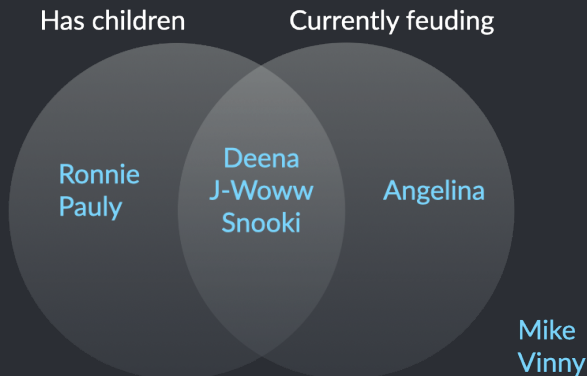 Has children
Currently feuding
Ronnie
Pauly
Deena
J-Woww
Snooki
Angelina
Mike
Vinny